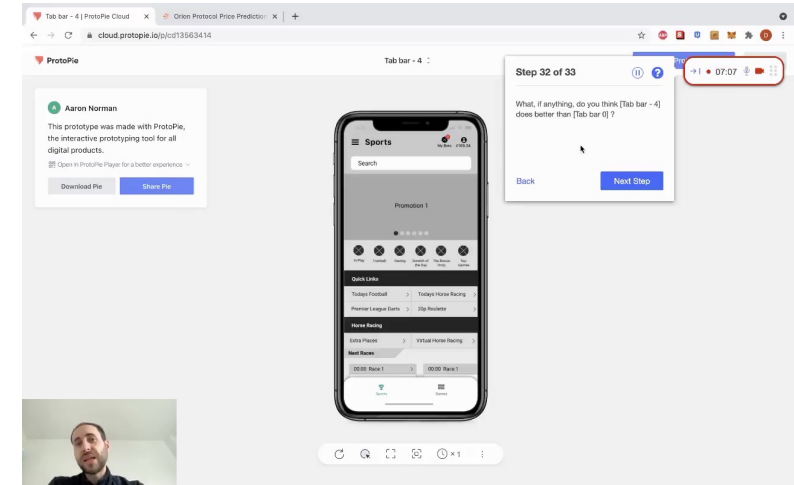 Tab bar - 4 | ProtoPie Cloud
Orion Protocol Price Prediction
cloud.protopie.io/p/cd13563414
ProtoPie
Tab bar - 4
07:07
Step 32 of 33
What, if anything, do you think [Tab bar - 4]
does better than [Tab bar 0] ?
Back
Next Step
A Aaron Norman
This prototype was made with ProtoPie,
the interactive prototyping tool for all
digital products.
Open in ProtoPie Player for a better experience
Download Pie
Share Pie
Sports
My Bets
Search
Promotion 1
In-Play
Football
Top
Games
Quick Links
Todays Football
Todays Horse Racing
Premier League Darts
20p Roulette
Horse Racing
Extra Places
Virtual Horse Racing
Next Races
00:00 Race 1
00:00 Race 1
Sports
Games
× 1